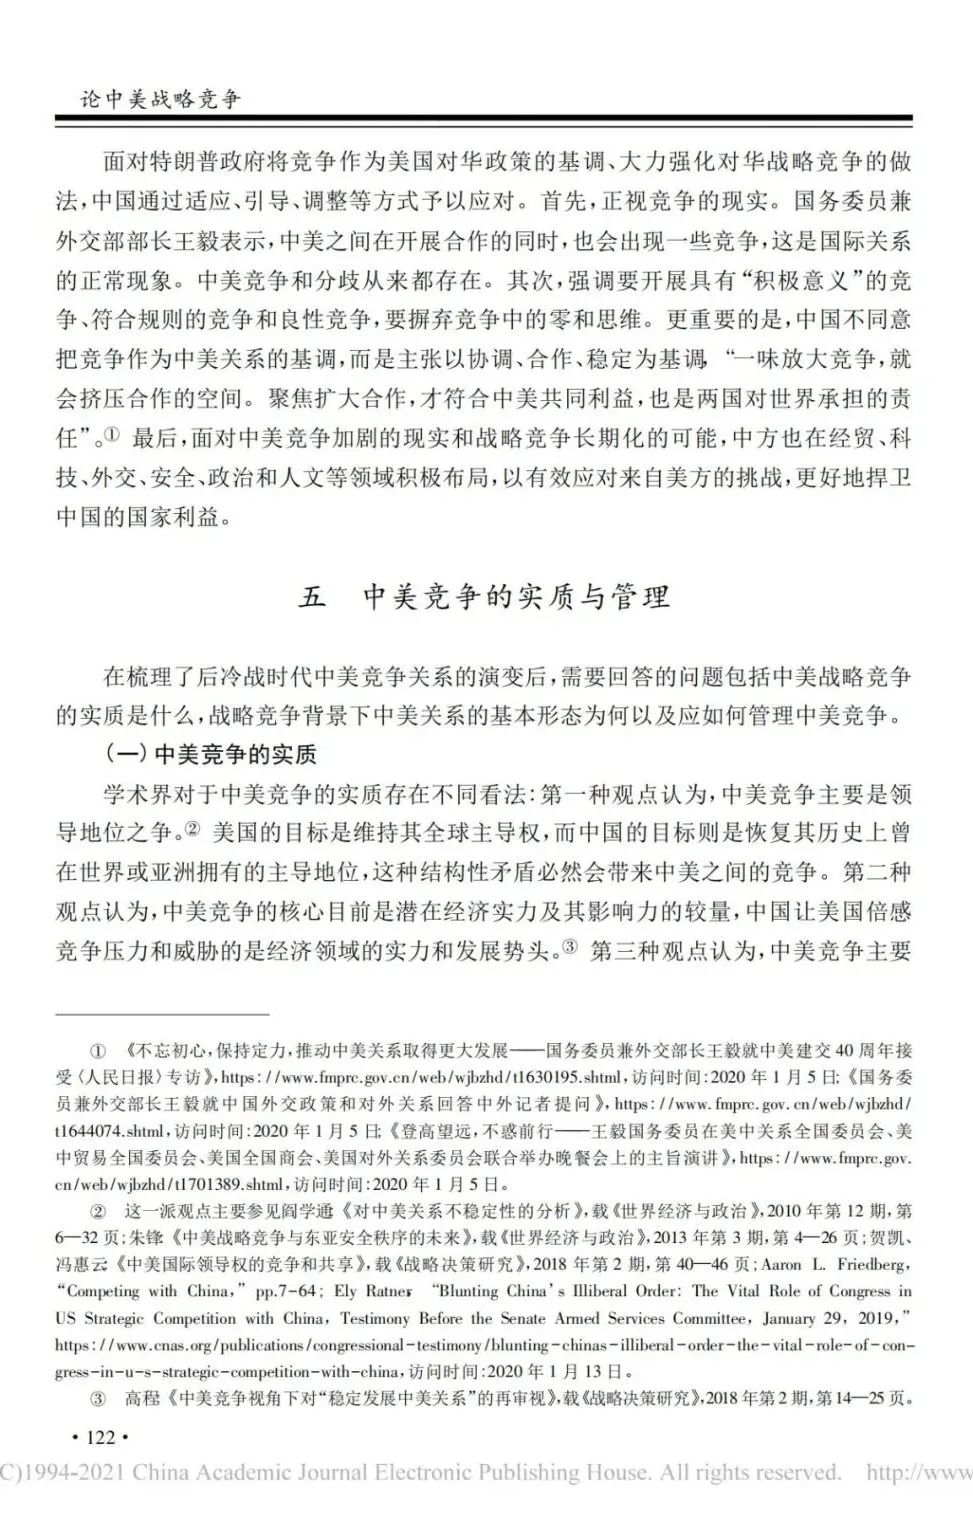 论中美战略竞争
面对特朗普政府将竞争作为美国对华政策的基调、大力强化对华战略竞争的做
法,中国通过适应、引导、调整等方式予以应对。首先,正视竞争的现实。国务委员兼
外交部部长王毅表示,中美之间在开展合作的同时,也会出现一些竞争,这是国际关系
的正常现象。中美竞争和分歧从来都存在。其次,强调要开展具有“积极意义”的竞
争、符合规则的竞争和良性竞争,要摒弃竞争中的零和思维。更重要的是,中国不同意
把竞争作为中美关系的基调,而是主张以协调、合作、稳定为基调,“一味放大竞争,就
会挤压合作的空间。聚焦扩大合作,才符合中美共同利益,也是两国对世界承担的责
任”。① 最后,面对中美竞争加剧的现实和战略竞争长期化的可能,中方也在经贸、科
技、外交、安全、政治和人文等领域积极布局,以有效应对来自美方的挑战,更好地捍卫
中国的国家利益。
五 中美竞争的实质与管理
在梳理了后冷战时代中美竞争关系的演变后,需要回答的问题包括中美战略竞争
的实质是什么,战略竞争背景下中美关系的基本形态为何以及应如何管理中美竞争。
(一)中美竞争的实质
学术界对于中美竞争的实质存在不同看法:第一种观点认为,中美竞争主要是领
导地位之争。② 美国的目标是维持其全球主导权,而中国的目标则是恢复其历史上曾
在世界或亚洲拥有的主导地位,这种结构性矛盾必然会带来中美之间的竞争。第二种
观点认为,中美竞争的核心目前是潜在经济实力及其影响力的较量,中国让美国倍感
竞争压力和威胁的是经济领域的实力和发展势头。③ 第三种观点认为,中美竞争主要
① 《不忘初心,保持定力,推动中美关系取得更大发展——国务委员兼外交部长王毅就中美建交 40 周年接
受〈人民日报〉专访》,https://www.fmprc.gov.cn/web/wjbzhd/t1630195.shtml,访问时间:2020 年 1 月 5 日;《国务委
员兼外交部长王毅就中国外交政策和对外关系回答中外记者提问》,https://www.fmprc.gov.cn/web/wjbzhd/
t1644074.shtml,访问时间:2020 年 1 月 5 日;《登高望远,不惑前行——王毅国务委员在美中关系全国委员会、美
中贸易全国委员会、美国全国商会、美国对外关系委员会联合举办晚餐会上的主旨演讲》,https://www.fmprc.gov.
cn/web/wjbzhd/t1701389.shtml,访问时间:2020 年 1 月 5 日。
② 这一派观点主要参见阎学通:《对中美关系不稳定性的分析》,载《世界经济与政治》,2010 年第 12 期,第
6—32 页;朱锋:《中美战略竞争与东亚安全秩序的未来》,载《世界经济与政治》,2013 年第 3 期,第 4—26 页;贺凯、
冯惠云:《中美国际领导权的竞争和共享》,载《战略决策研究》,2018 年第 2 期,第 40—46 页;Aaron L. Friedberg,
“Competing with China,” pp.7-64; Ely Ratner, “Blunting China's Illiberal Order: The Vital Role of Congress in
US Strategic Competition with China, Testimony Before the Senate Armed Services Committee, January 29, 2019,”
https://www.cnas.org/publications/congressional-testimony/blunting-chinas-illiberal-order-the-vital-role-of-con-
gress-in-u-s-strategic-competition-with-china,访问时间:2020 年 1 月 13 日。
③ 高程:《中美竞争视角下对“稳定发展中美关系”的再审视》,载《战略决策研究》,2018 年第 2 期,第 14—25 页。
· 122 ·
C)1994-2021 China Academic Journal Electronic Publishing House. All rights reserved. http://www